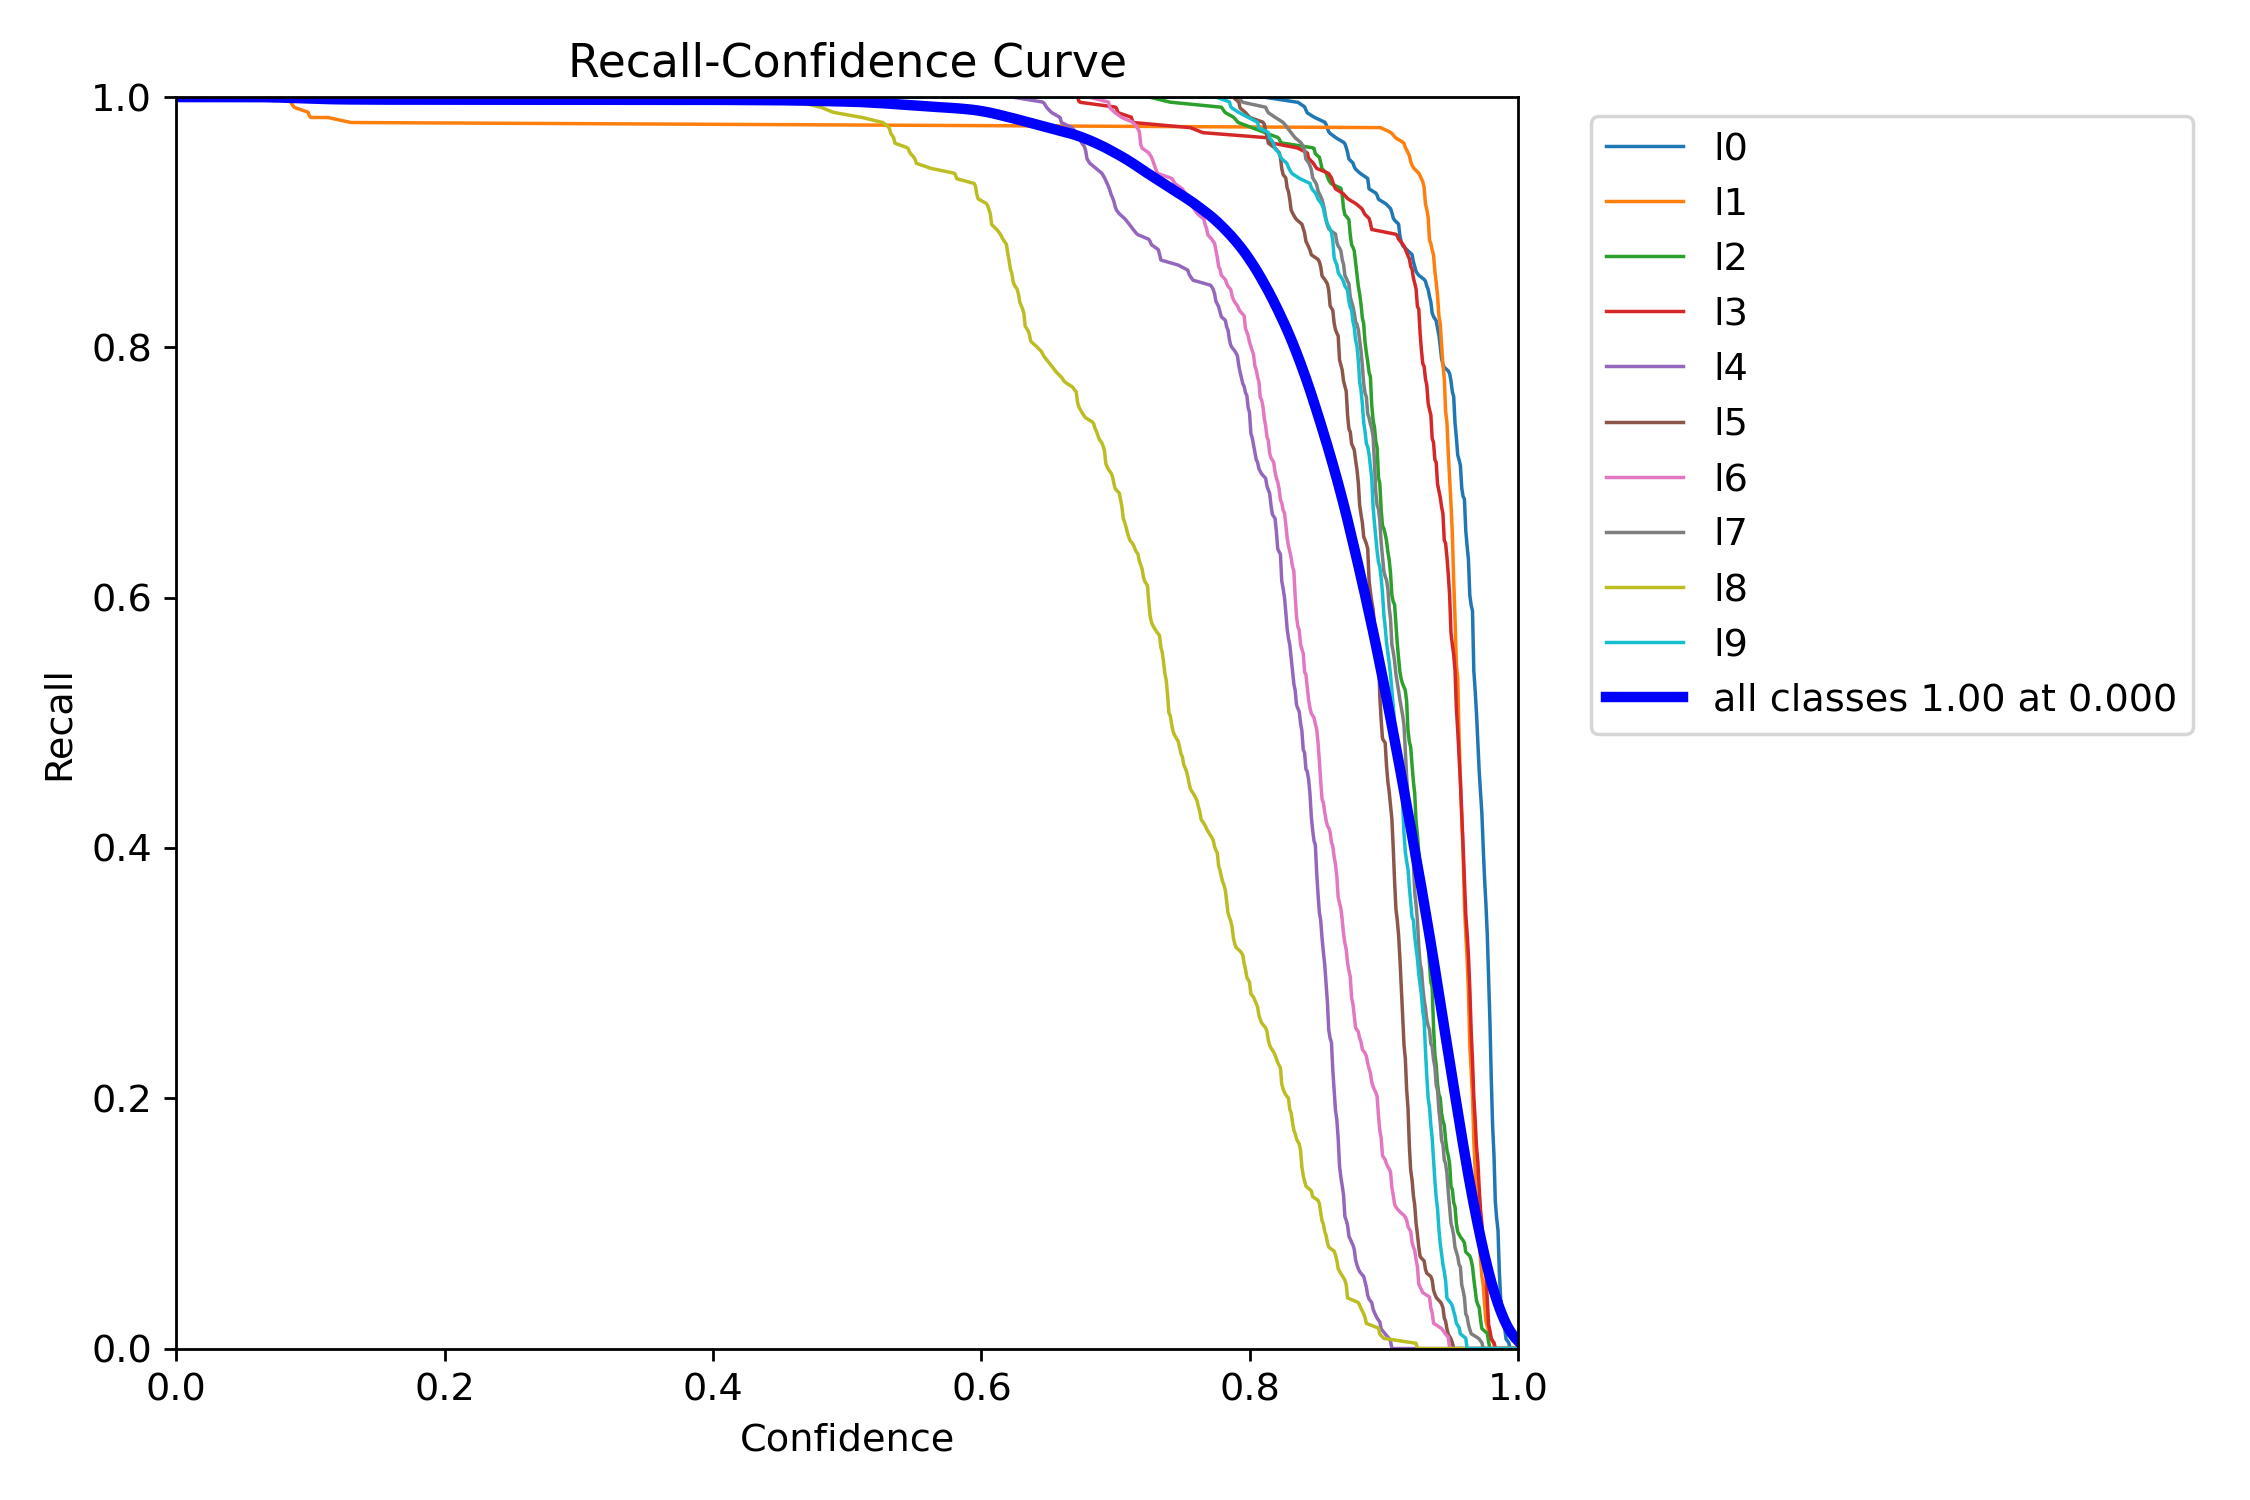 Recall-Confidence Curve
1.0
0.8
0.6
0.4
0.2
0.0
Recall
0.0 0.2 0.4 0.6 0.8 1.0
Confidence
l0
l1
l2
l3
l4
l5
l6
l7
l8
l9
all classes 1.00 at 0.000